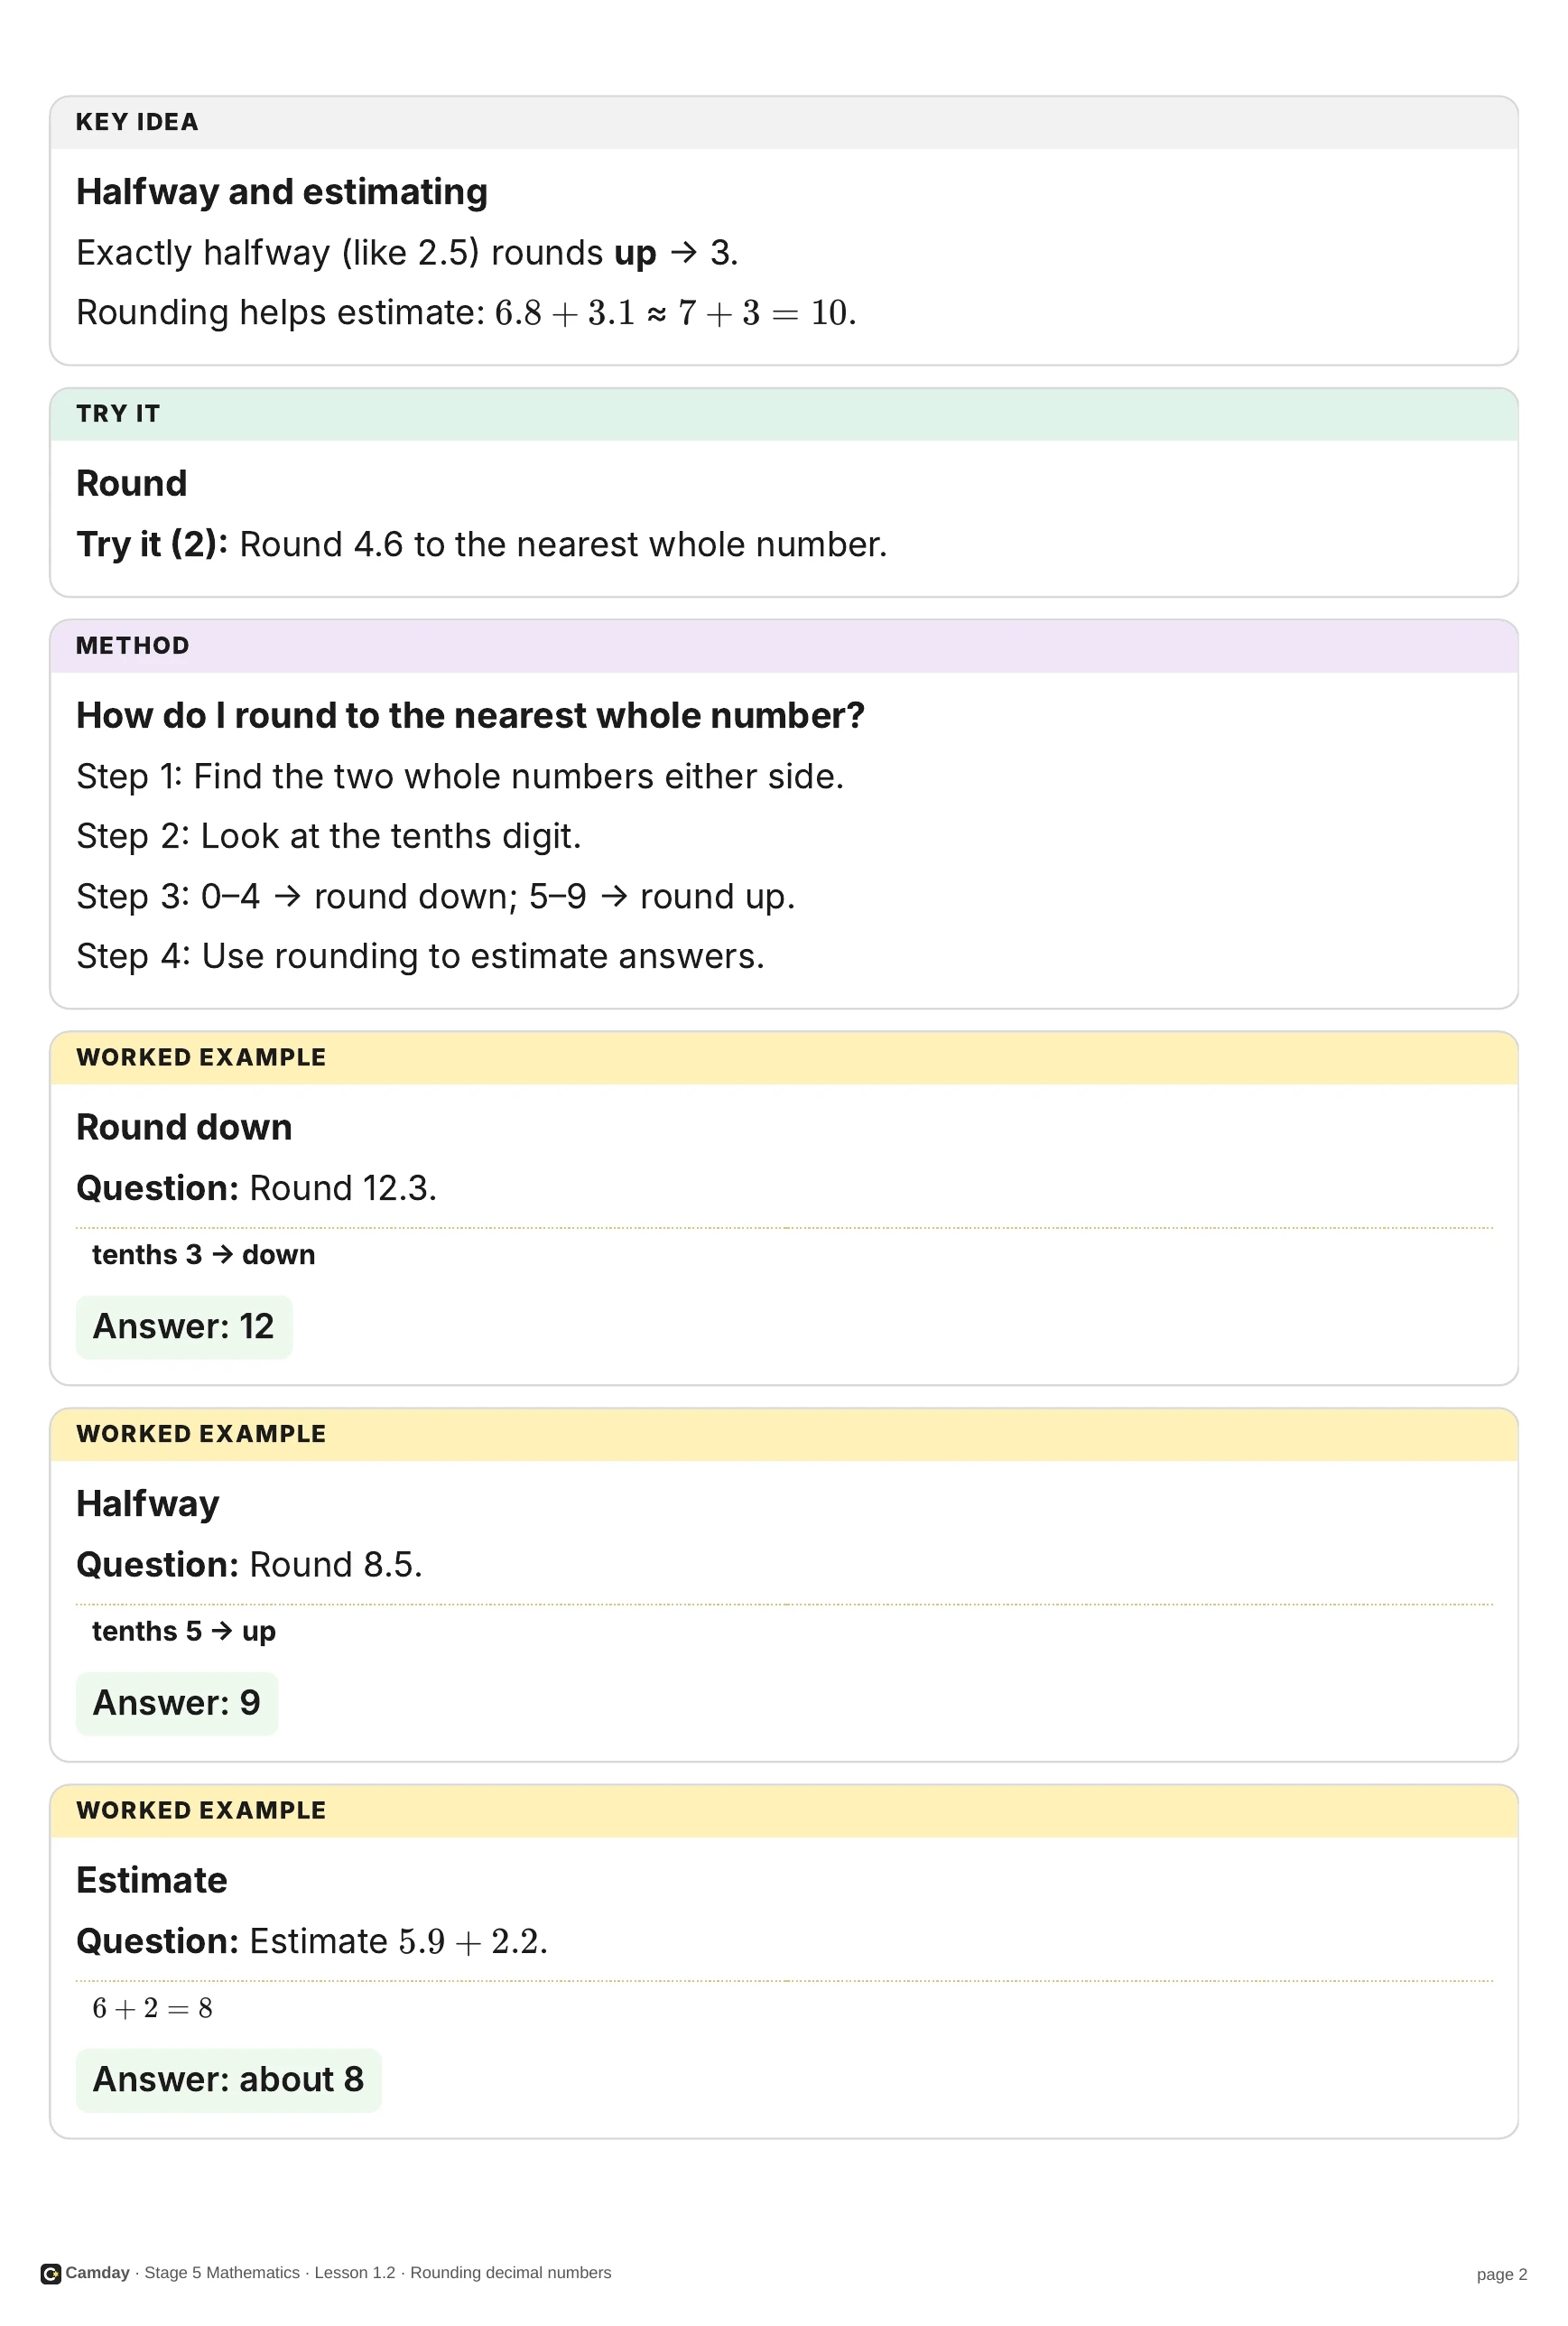 KEY IDEA
Halfway and estimating
Exactly halfway (like 2.5) rounds up → 3.
Rounding helps estimate: 6.8 + 3.1 ≈ 7 + 3 = 10.
TRY IT
Round
Try it (2): Round 4.6 to the nearest whole number.
METHOD
How do I round to the nearest whole number?
Step 1: Find the two whole numbers either side.
Step 2: Look at the tenths digit.
Step 3: 0–4 → round down; 5–9 → round up.
Step 4: Use rounding to estimate answers.
WORKED EXAMPLE
Round down
Question: Round 12.3.
tenths 3 → down
Answer: 12
WORKED EXAMPLE
Halfway
Question: Round 8.5.
tenths 5 → up
Answer: 9
WORKED EXAMPLE
Estimate
Question: Estimate 5.9 + 2.2.
6 + 2 = 8
Answer: about 8
Camday · Stage 5 Mathematics · Lesson 1.2 · Rounding decimal numbers
page 2